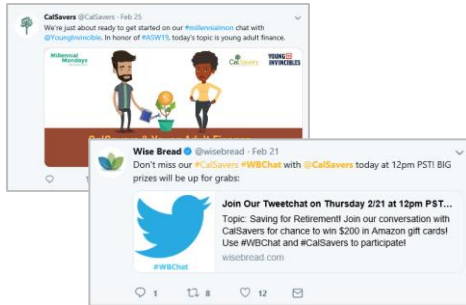 CalSavers @CalSavers · Feb 25
We're just about ready to get started on our #millennialmon chat with
@YoungInvincible. In honor of #ASW19, today's topic is young adult finance.
Millennial
Mondays
CalSavers
YOUNG
INVINCIBLES
CalSavers & Young Adult Finance
Wise Bread @wisebread · Feb 21
Don't miss our #CalSavers #WBChat with @CalSavers today at 12pm PST! BIG
prizes will be up for grabs:
Join Our Tweetchat on Thursday 2/21 at 12pm PST...
Topic: Saving for Retirement! Join our conversation with
CalSavers for chance to win $200 in Amazon gift cards!
Use #WBChat and #CalSavers to participate!
wisebread.com
#WBChat
1 8 12